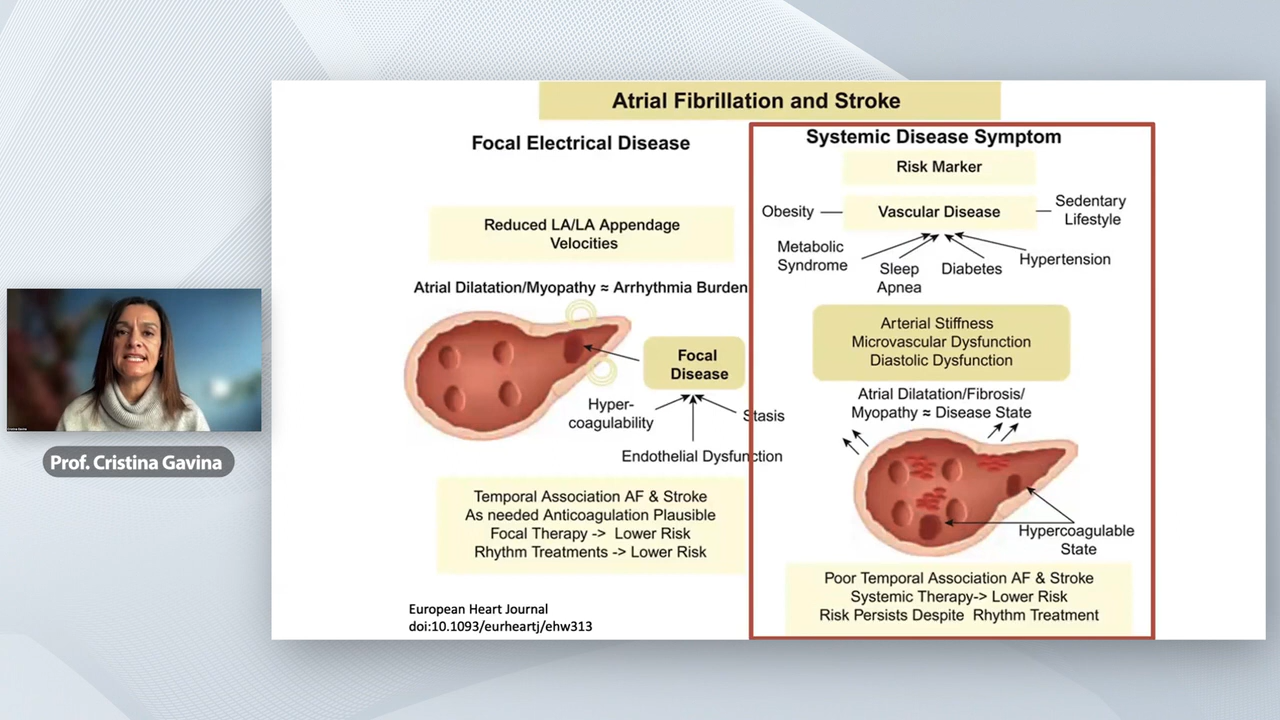 Atrial Fibrillation and Stroke
Focal Electrical Disease
Reduced LA/LA Appendage
Velocities
Atrial Dilatation/Myopathy ≈ Arrhythmia Burden
Focal
Disease
Hyper-
coagulability
Stasis
Endothelial Dysfunction
Temporal Association AF & Stroke
As needed Anticoagulation Plausible
Focal Therapy -> Lower Risk
Rhythm Treatments -> Lower Risk
European Heart Journal
doi:10.1093/eurheartj/ehw313
Systemic Disease Symptom
Risk Marker
Obesity
Vascular Disease
Sedentary
Lifestyle
Metabolic
Syndrome
Sleep
Apnea
Diabetes
Hypertension
Arterial Stiffness
Microvascular Dysfunction
Diastolic Dysfunction
Atrial Dilatation/Fibrosis/
Myopathy ≈ Disease State
Hypercoagulable
State
Poor Temporal Association AF & Stroke
Systemic Therapy-> Lower Risk
Risk Persists Despite Rhythm Treatment
Prof. Cristina Gavina